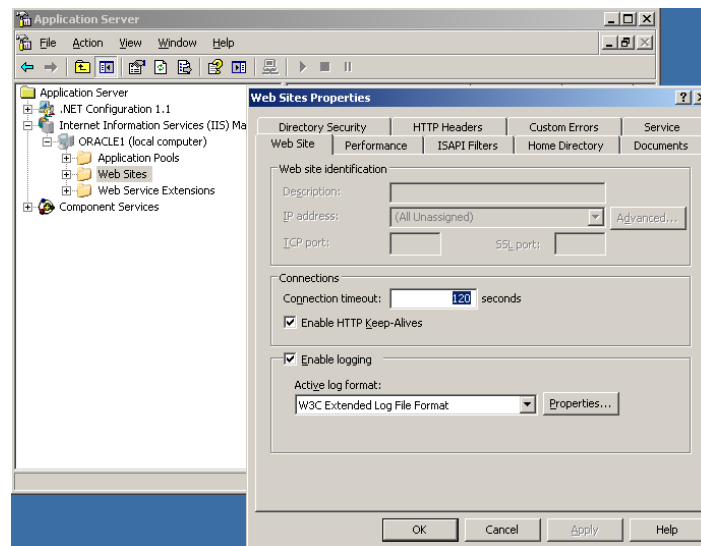 Application Server
File Action View Window Help
Application Server
.NET Configuration 1.1
Internet Information Services (IIS) Ma
ORACLE1 (local computer)
Application Pools
Web Sites
Web Service Extensions
Component Services
Web Sites Properties
Directory Security HTTP Headers Custom Errors Service
Web Site Performance ISAPI Filters Home Directory Documents
Web site identification
Description:
IP address: (All Unassigned) Advanced...
TCP port: SSL port:
Connections
Connection timeout: 120 seconds
Enable HTTP Keep-Alives
Enable logging
Active log format:
W3C Extended Log File Format Properties...
OK Cancel Apply Help